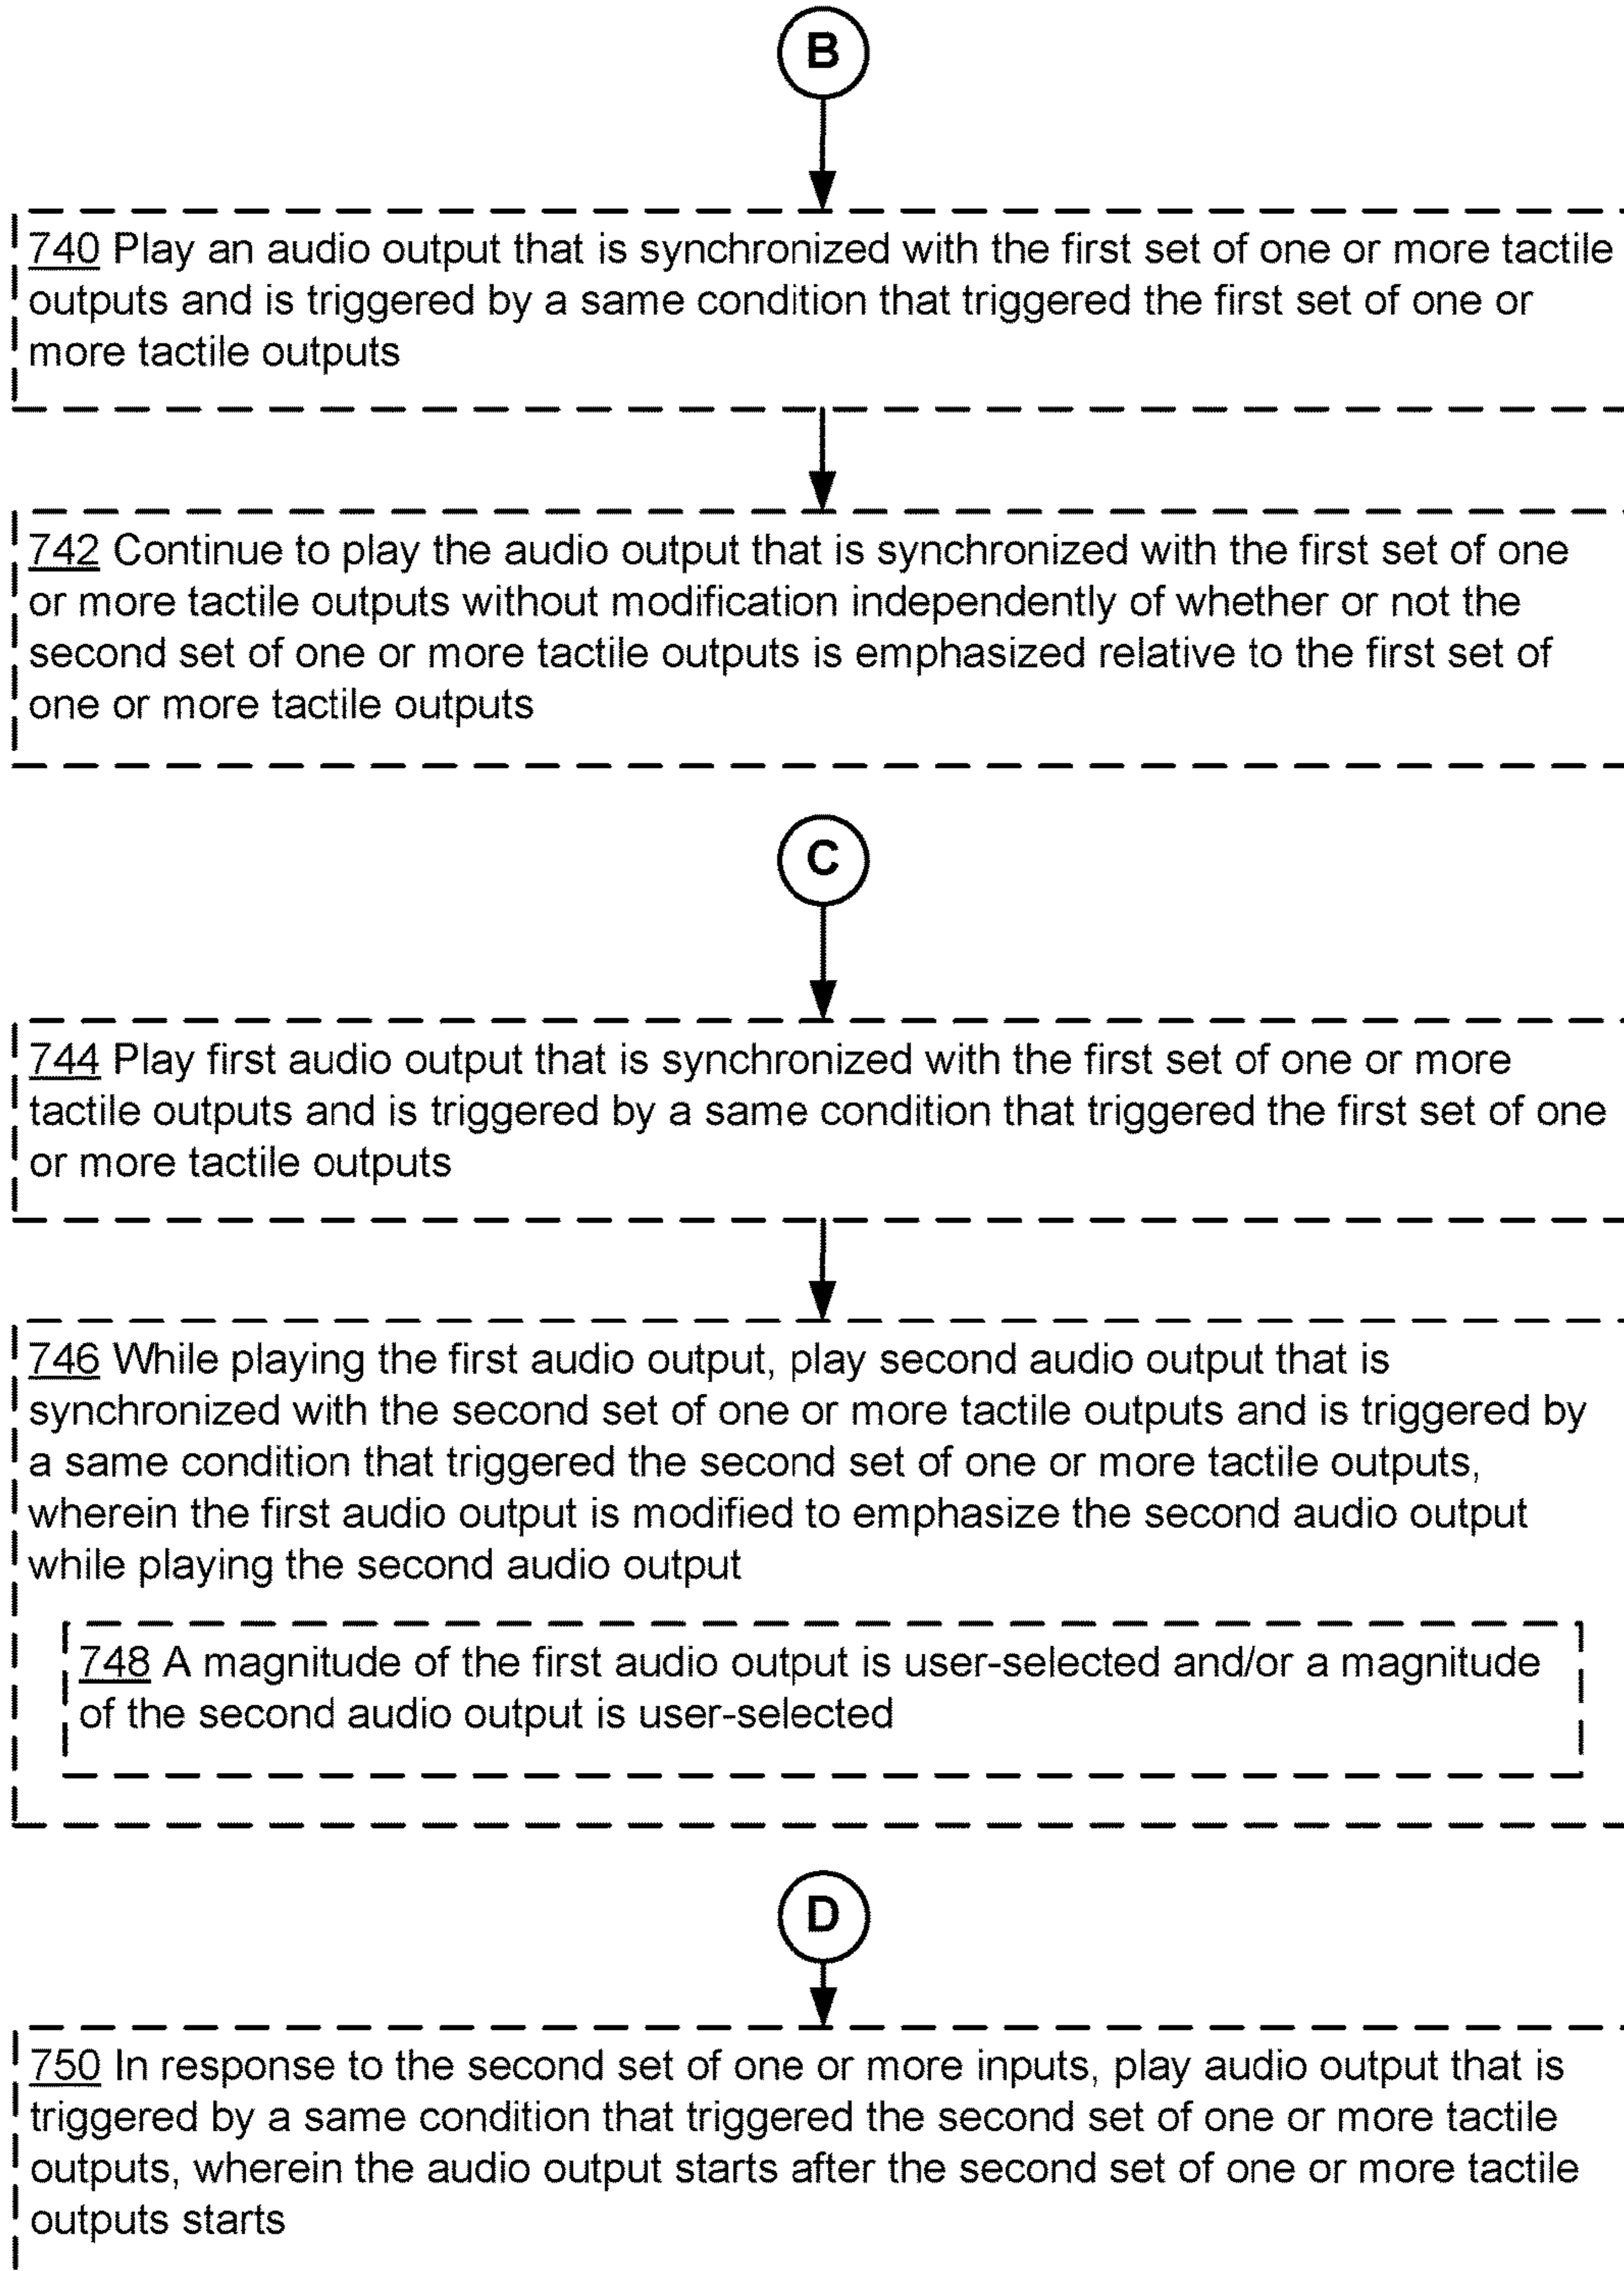 B
740 Play an audio output that is synchronized with the first set of one or more tactile
outputs and is triggered by a same condition that triggered the first set of one or
more tactile outputs
742 Continue to play the audio output that is synchronized with the first set of one
or more tactile outputs without modification independently of whether or not the
second set of one or more tactile outputs is emphasized relative to the first set of
one or more tactile outputs
C
744 Play first audio output that is synchronized with the first set of one or more
tactile outputs and is triggered by a same condition that triggered the first set of one
or more tactile outputs
746 While playing the first audio output, play second audio output that is
synchronized with the second set of one or more tactile outputs and is triggered by
a same condition that triggered the second set of one or more tactile outputs,
wherein the first audio output is modified to emphasize the second audio output
while playing the second audio output
748 A magnitude of the first audio output is user-selected and/or a magnitude
of the second audio output is user-selected
D
750 In response to the second set of one or more inputs, play audio output that is
triggered by a same condition that triggered the second set of one or more tactile
outputs, wherein the audio output starts after the second set of one or more tactile
outputs starts